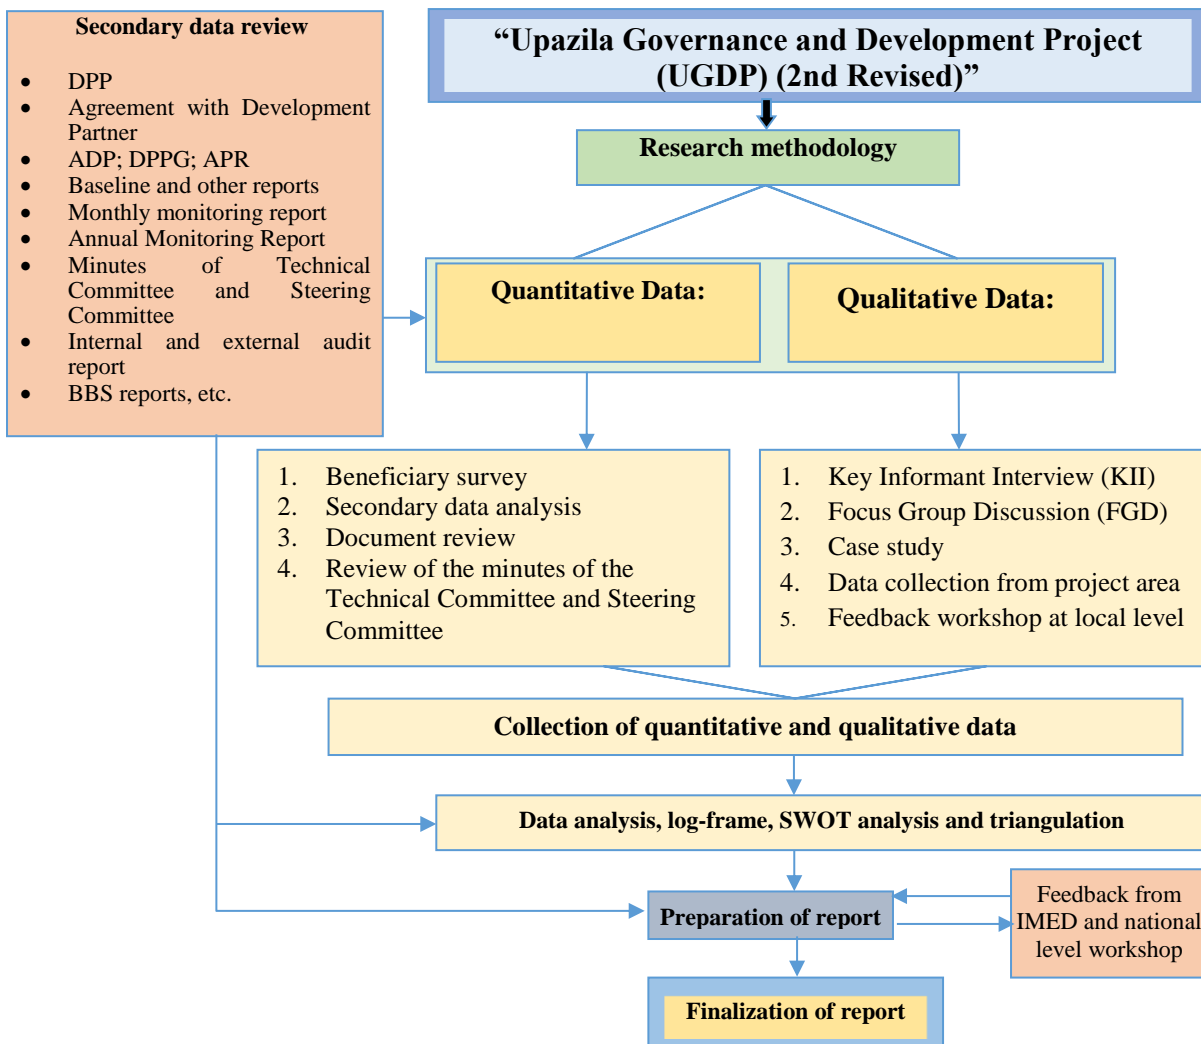 Secondary data review
• DPP
• Agreement with Development
Partner
• ADP; DPPG; APR
• Baseline and other reports
• Monthly monitoring report
• Annual Monitoring Report
• Minutes of Technical
Committee and Steering
Committee
• Internal and external audit
report
• BBS reports, etc.
“Upazila Governance and Development Project
(UGDP) (2nd Revised)”
Research methodology
Quantitative Data:
Qualitative Data:
1. Beneficiary survey
2. Secondary data analysis
3. Document review
4. Review of the minutes of the
Technical Committee and Steering
Committee
1. Key Informant Interview (KII)
2. Focus Group Discussion (FGD)
3. Case study
4. Data collection from project area
5. Feedback workshop at local level
Collection of quantitative and qualitative data
Data analysis, log-frame, SWOT analysis and triangulation
Preparation of report
Feedback from
IMED and national
level workshop
Finalization of report